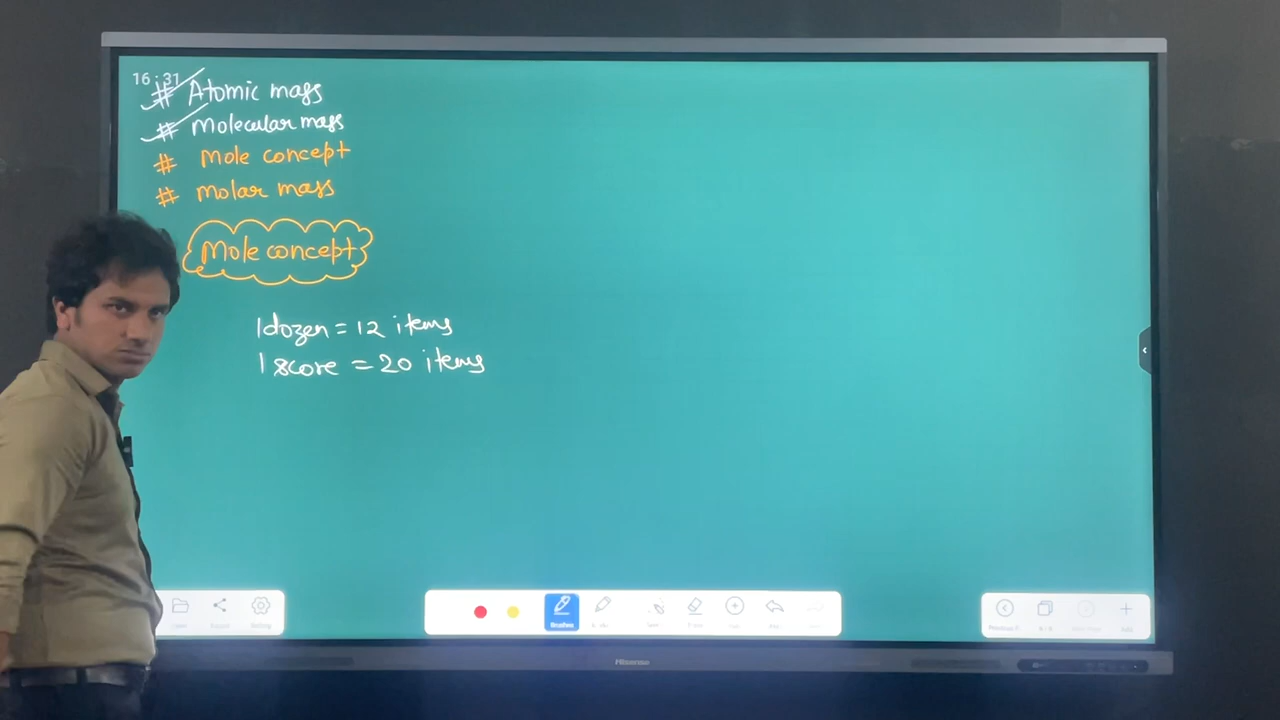 16:31
# Atomic mass
# Molecular mass
# Mole concept
# Molar mass
Mole concept
1 dozen = 12 items
1 score = 20 items
Hisense